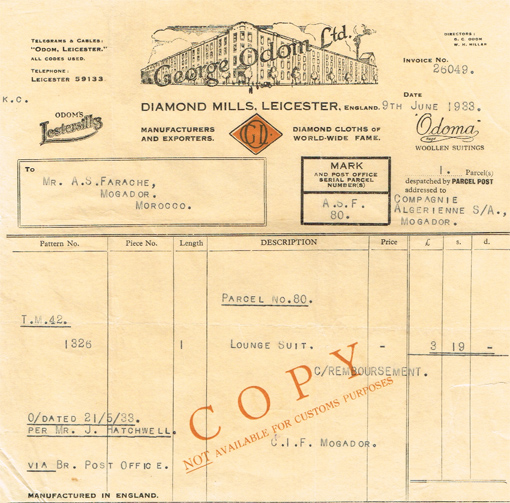 TELEGRAMS & CABLES:
"ODOM, LEICESTER."
ALL CODES USED.
TELEPHONE:
LEICESTER 59133.
George Odom Ltd.
DIRECTORS:
G. C. ODOM
W. H. MILLAR
INVOICE NO.
26049.
K.C.
DIAMOND MILLS, LEICESTER, ENGLAND.
DATE
9TH JUNE 1933.
ODOM'S
Lestersills
MANUFACTURERS
AND EXPORTERS.
DIAMOND CLOTHS OF
WORLD-WIDE FAME.
"Odoma"
WOOLLEN SUITINGS
TO
MR. A.S.FARACHE,
MOGADOR.
MOROCCO.
MARK
AND POST OFFICE
SERIAL PARCEL
NUMBER(S)
A.S.F.
80.
1. Parcel(s)
despatched by PARCEL POST
addressed to
COMPAGNIE
ALGERIENNE S/A.,
MOGADOR.
Pattern No. Piece No. Length DESCRIPTION Price £ s. d.
PARCEL NO.80.
T.M.42.
1326 1 LOUNGE SUIT. - 3 19 -
C/REMBOURSEMENT.
COPY
NOT AVAILABLE FOR CUSTOMS PURPOSES
O/DATED 21/5/33.
PER MR. J. HATCHWELL.
C.I.F. MOGADOR.
VIA BR. POST OFFICE.
MANUFACTURED IN ENGLAND.